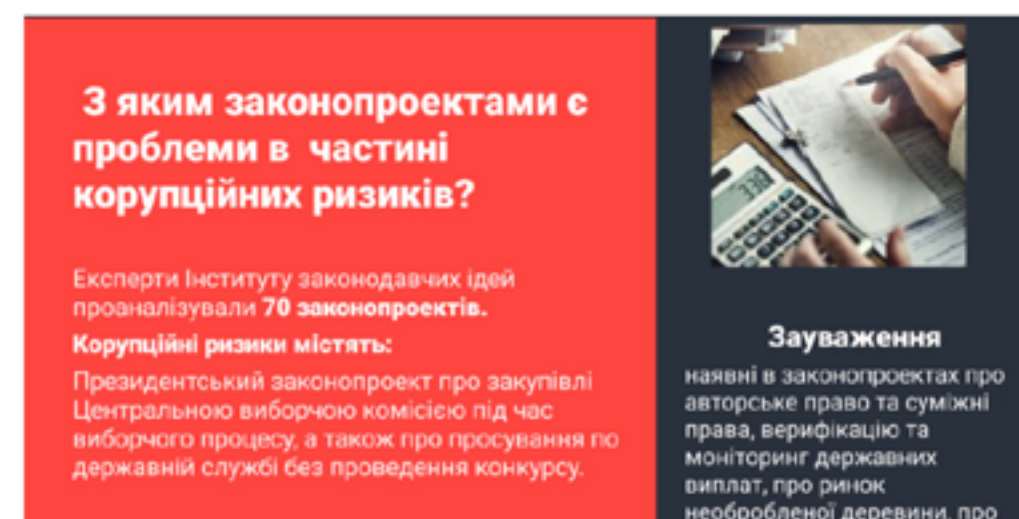 З яким законопроектами є
проблеми в частині
корупційних ризиків?
Експерти Інституту законодавчих ідей
проаналізували 70 законопроектів.
Корупційні ризики містять:
Президентський законопроект про закупівлі
Центральною виборчою комісією під час
виборчого процесу, а також про просування по
державній службі без проведення конкурсу.
Зауваження
наявні в законопроектах про
авторське право та суміжні
права, верифікацію та
моніторинг державних
виплат, про ринок
необробленої деревини, про